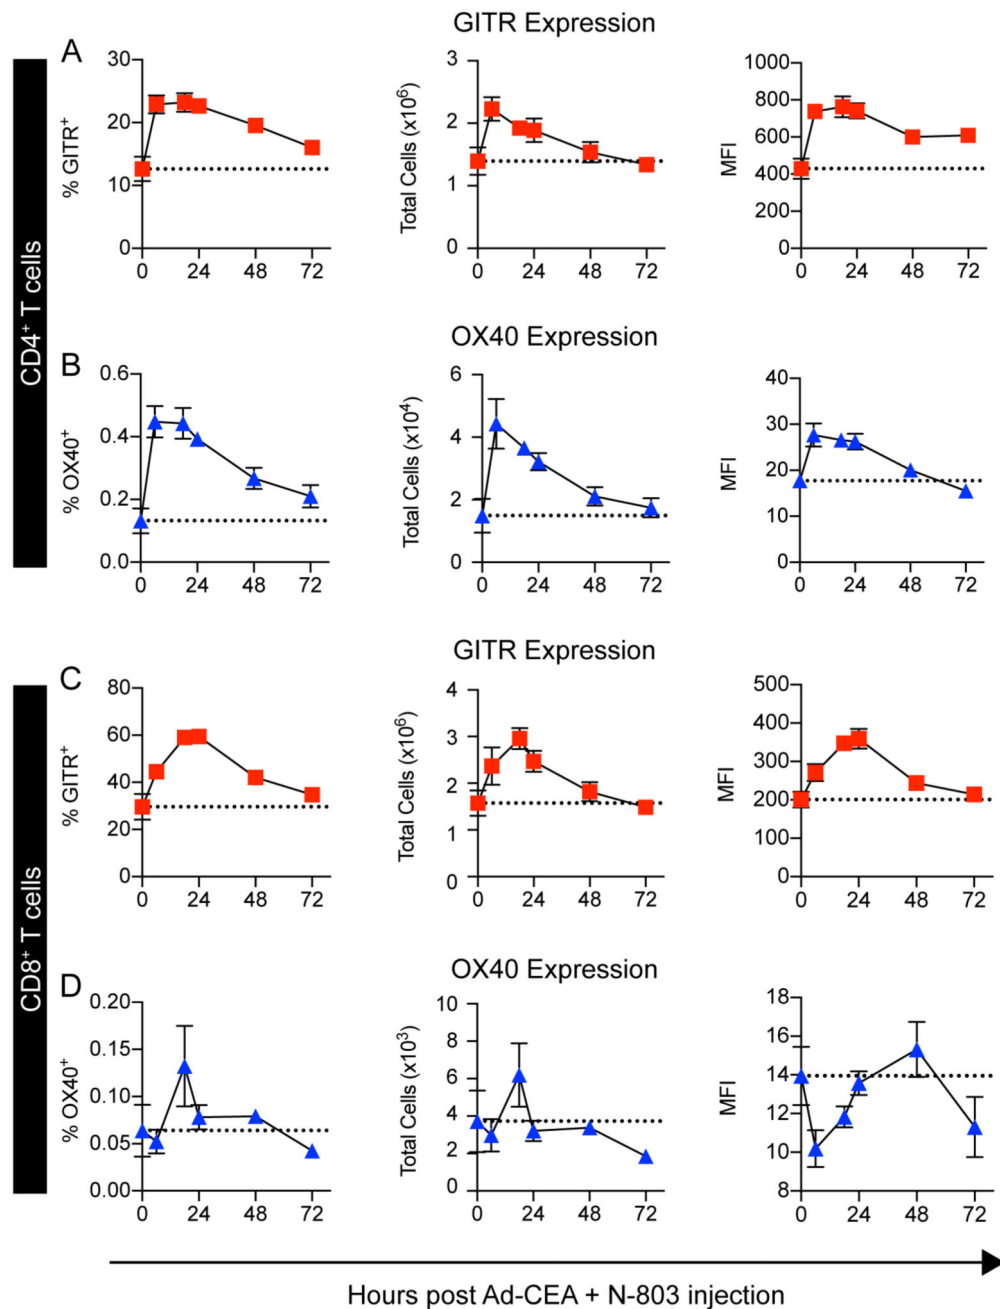 GITR Expression
A
CD4⁺ T cells
% GITR⁺
30
20
10
0
0 24 48 72
Total Cells (x10⁶)
3
2
1
0
0 24 48 72
MFI
1000
800
600
400
200
0
0 24 48 72
OX40 Expression
B
% OX40⁺
0.6
0.4
0.2
0.0
0 24 48 72
Total Cells (x10⁴)
6
4
2
0
0 24 48 72
MFI
40
30
20
10
0
0 24 48 72
GITR Expression
C
CD8⁺ T cells
% GITR⁺
80
60
40
20
0
0 24 48 72
Total Cells (x10⁶)
4
3
2
1
0
0 24 48 72
MFI
500
400
300
200
100
0
0 24 48 72
OX40 Expression
D
% OX40⁺
0.20
0.15
0.10
0.05
0.00
0 24 48 72
Total Cells (x10³)
10
8
6
4
2
0
0 24 48 72
MFI
18
16
14
12
10
8
0 24 48 72
Hours post Ad-CEA + N-803 injection